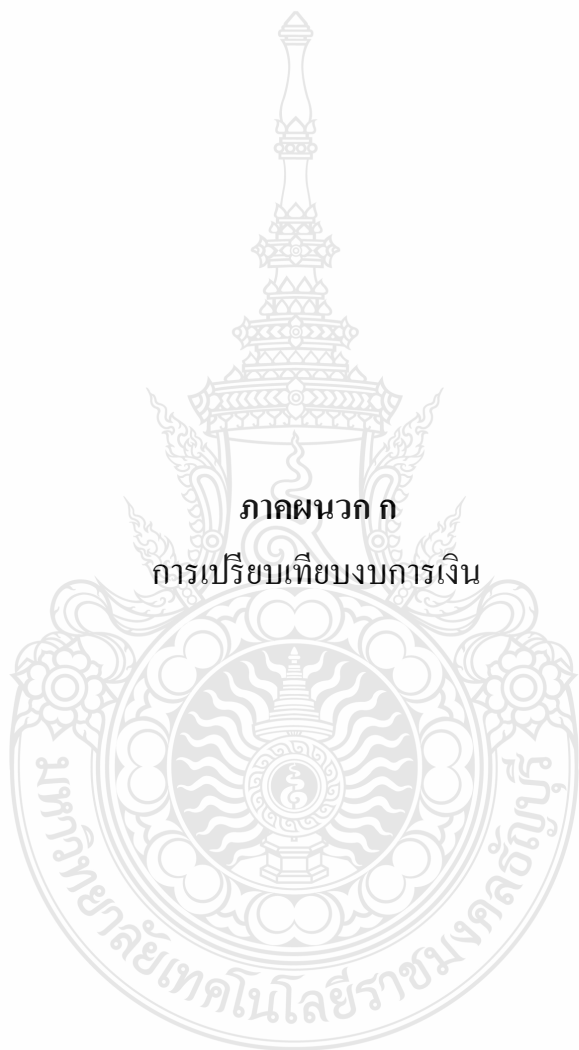 ภาคผนวก ก
การเปรียบเทียบงบการเงิน
มหาวิทยาลัยเทคโนโลยีราชมงคลธัญบุรี